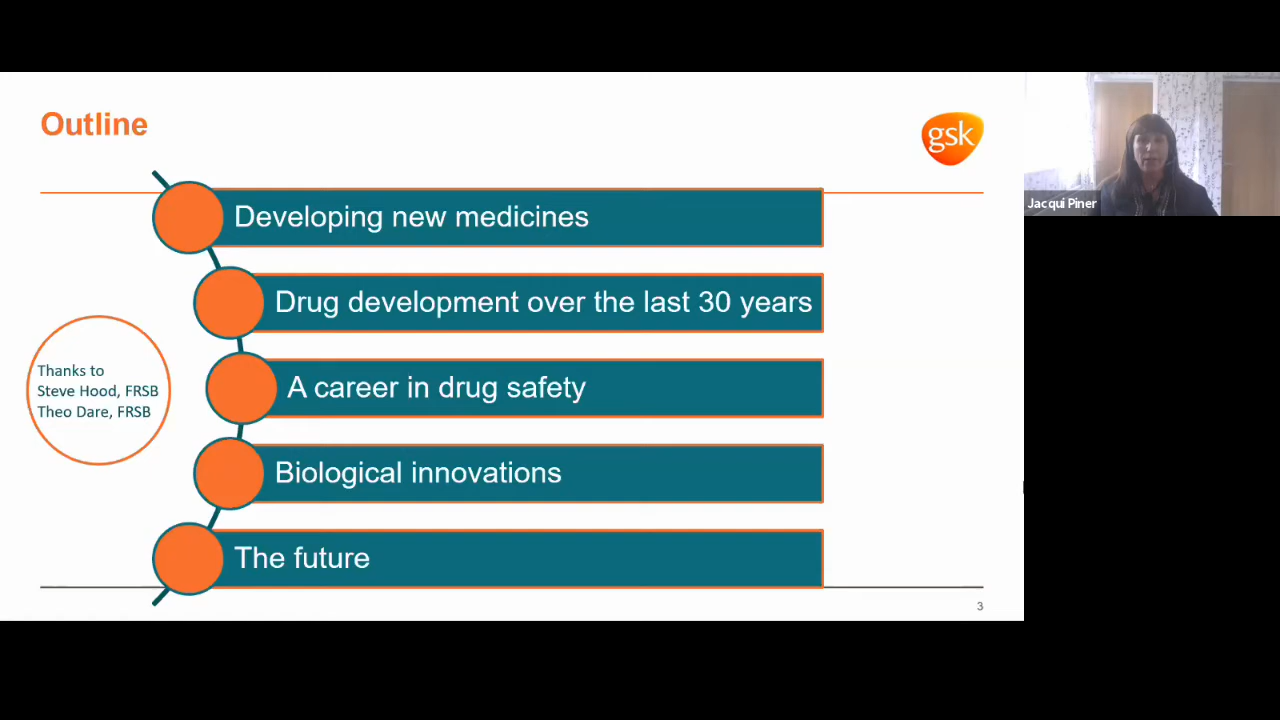 Outline
gsk
Developing new medicines
Drug development over the last 30 years
A career in drug safety
Biological innovations
The future
Thanks to
Steve Hood, FRSB
Theo Dare, FRSB
3
Jacqui Piner